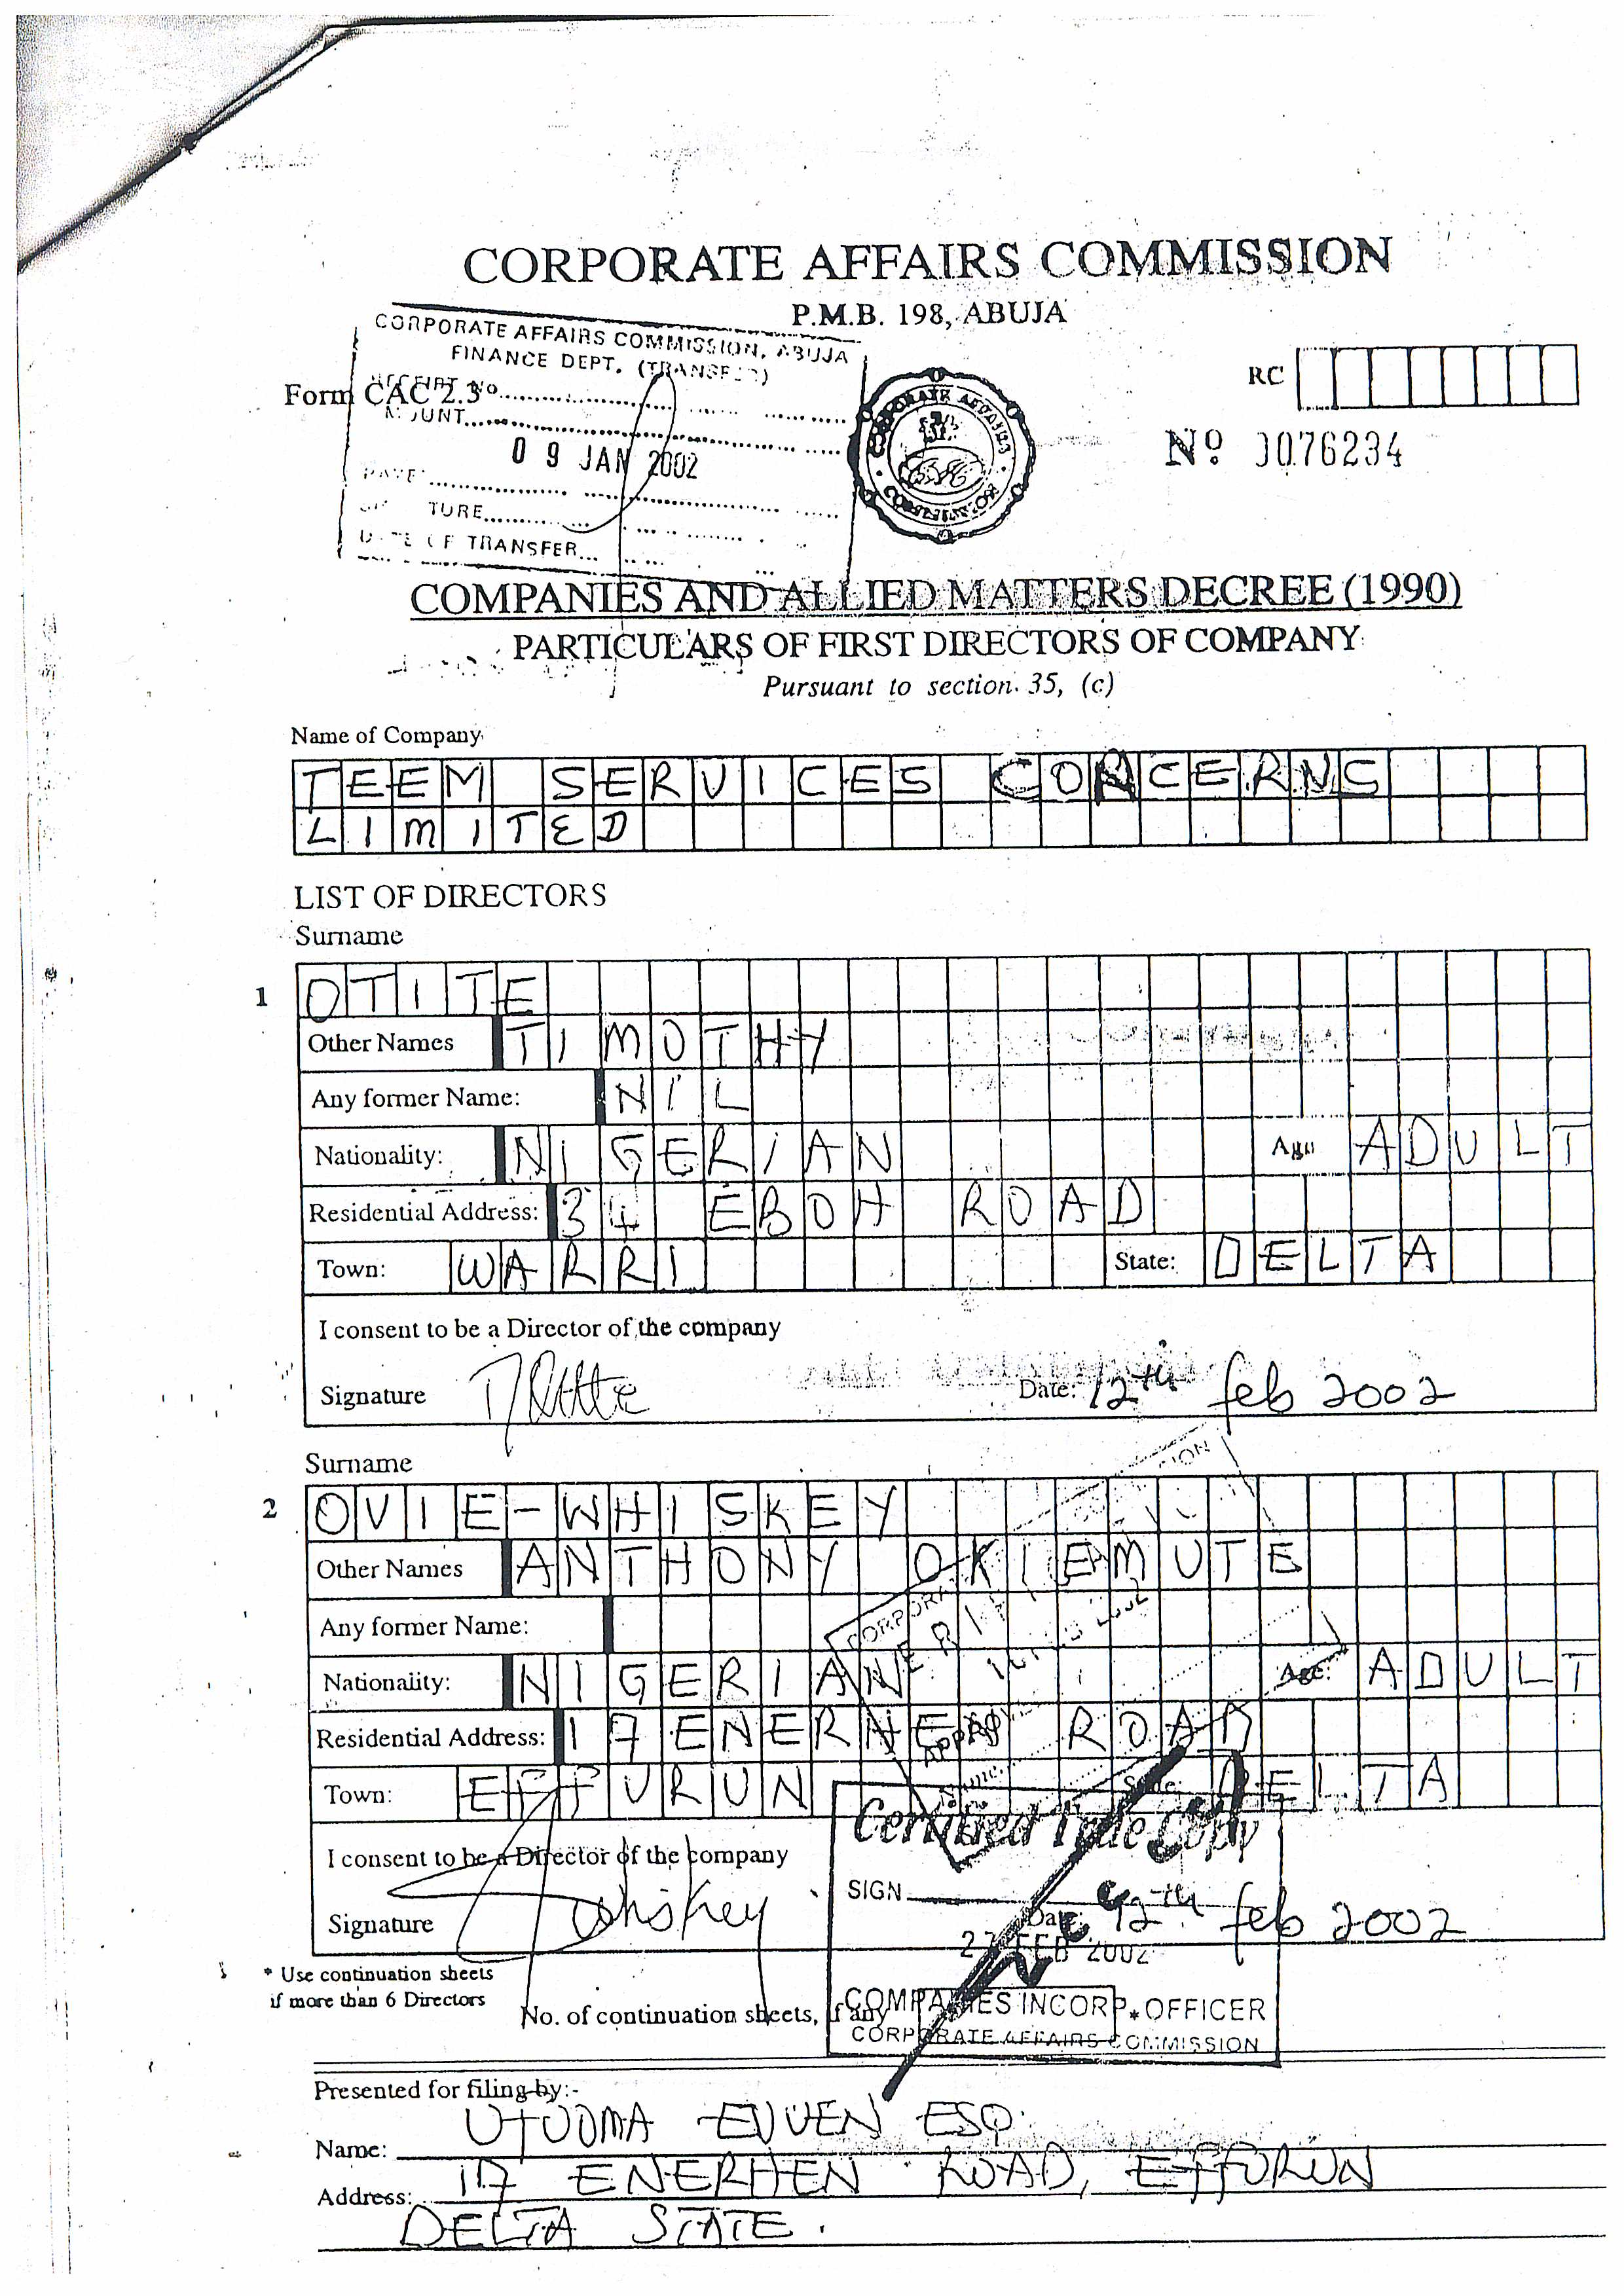 CORPORATE AFFAIRS COMMISSION
P.M.B. 198, ABUJA
CORPORATE AFFAIRS COMMISSION, ABUJA
FINANCE DEPT. (TRANSFER)
RC
Form CAC 2.3
RECEIPT No
AMOUNT
Nº 0076234
09 JAN 2002
DATE
TURE
DATE OF TRANSFER
CORPORATE AFFAIRS COMMISSION
COMPANIES AND ALLIED MATTERS DECREE (1990)
PARTICULARS OF FIRST DIRECTORS OF COMPANY
Pursuant to section 35, (c)
Name of Company
TEEM SERVICES CONCERNS
LIMITED
LIST OF DIRECTORS
Surname
1 OTITE
Other Names TIMOTHY
Any former Name: NIL
Nationality: NIGERIAN Age: ADULT
Residential Address: 34 EBOH ROAD
Town: WARRI State: DELTA
I consent to be a Director of the company
Signature Date: 12th feb 2002
Surname
2 OVIE-WHISKEY
Other Names ANTHONY OKIEMUTE
Any former Name:
Nationality: NIGERIAN Age: ADULT
Residential Address: 17 ENERHEN ROAD
Town: EFFURUN State: DELTA
Certified True Copy
I consent to be a Director of the company
SIGN
Signature Whiskey Date: 12th feb 2002
FEB 2002
* Use continuation sheets
if more than 6 Directors
No. of continuation sheets, if any
COMPANIES INCORP. OFFICER
CORPORATE AFFAIRS COMMISSION
Presented for filing by:-
Name: ESQ.
Address: 117 ENERHEN ROAD, EFFURUN
DELTA STATE.